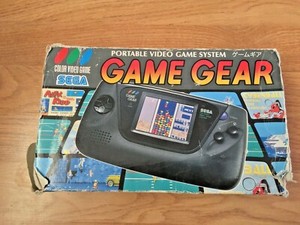 PORTABLE VIDEO GAME SYSTEM ゲームギア
COLOR VIDEO GAME
SEGA
GAME GEAR
SEGA